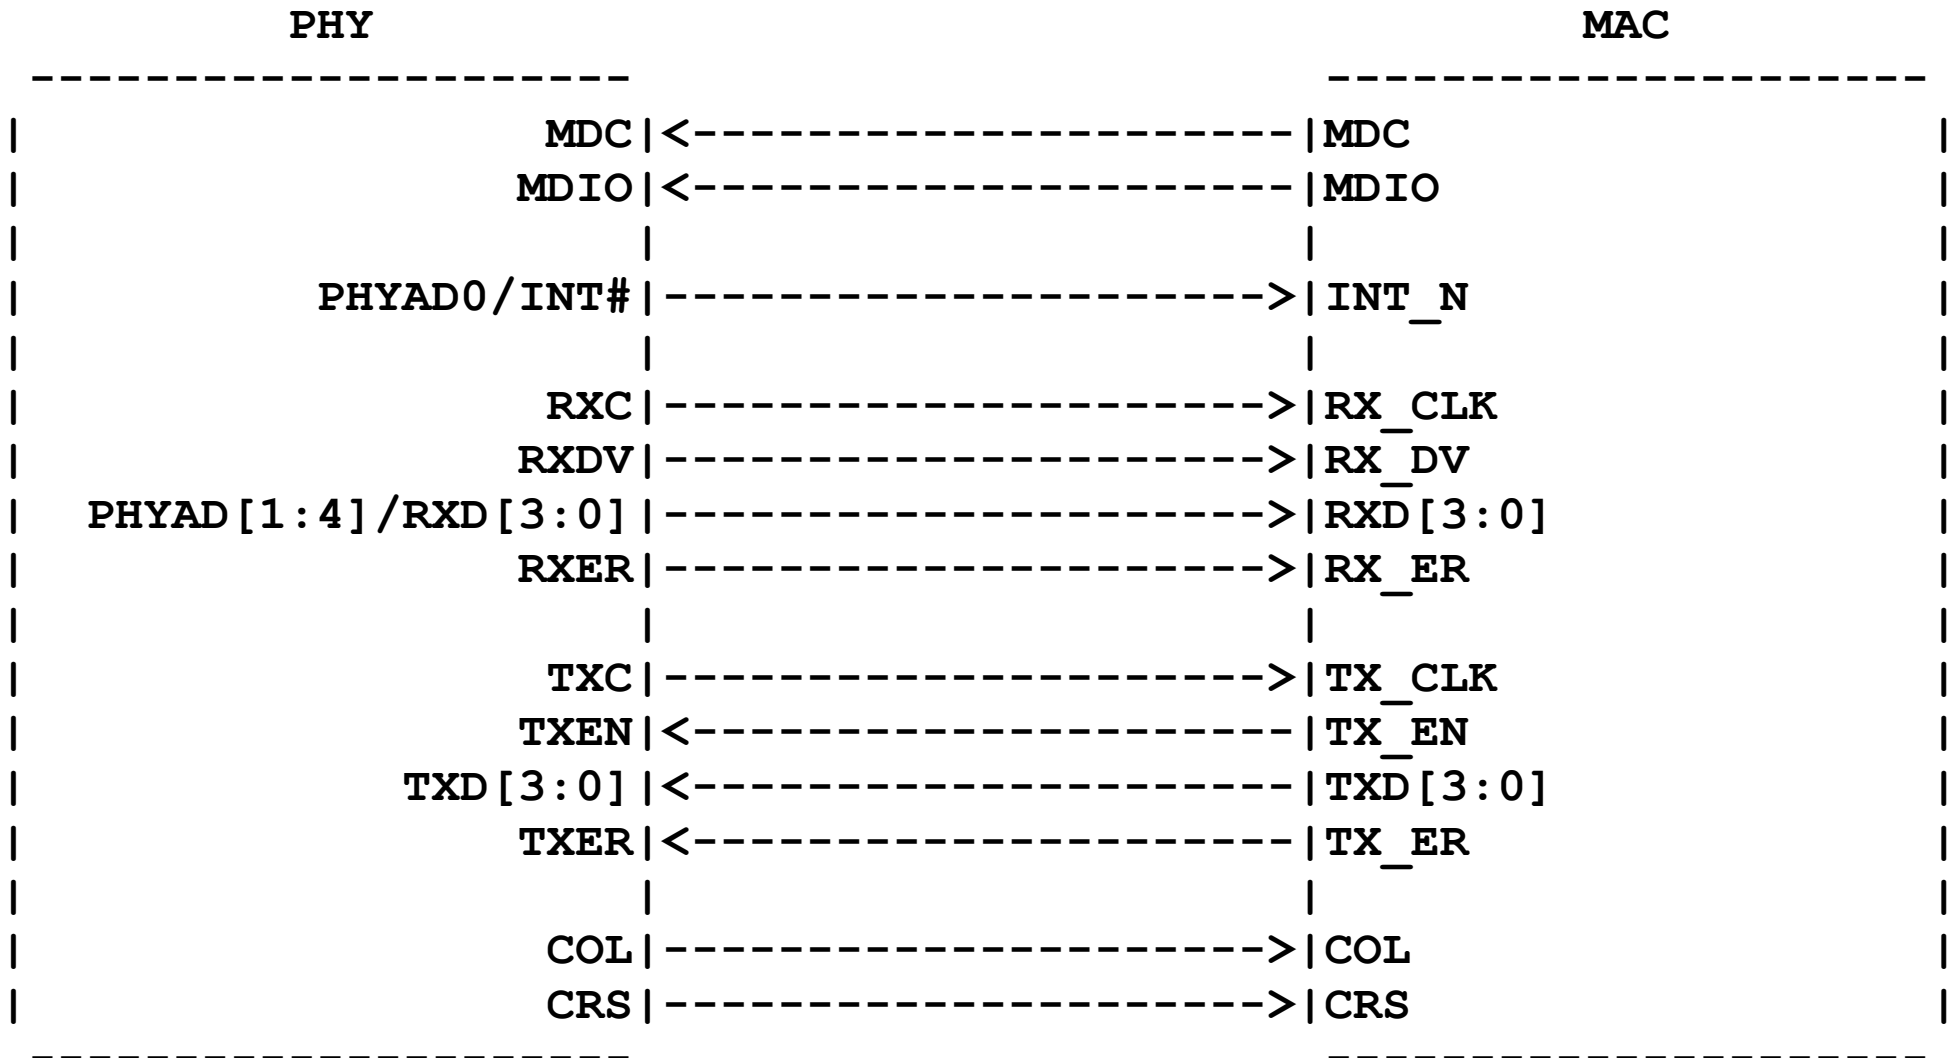 PHY MAC
--------------------- ---------------------
| MDC|<---------------------|MDC |
| MDIO|<---------------------|MDIO |
| | | |
| PHYAD0/INT#|--------------------->|INT_N |
| | | |
| RXC|--------------------->|RX_CLK |
| RXDV|--------------------->|RX_DV |
| PHYAD[1:4]/RXD[3:0]|--------------------->|RXD[3:0] |
| RXER|--------------------->|RX_ER |
| | | |
| TXC|--------------------->|TX_CLK |
| TXEN|<---------------------|TX_EN |
| TXD[3:0]|<---------------------|TXD[3:0] |
| TXER|<---------------------|TX_ER |
| | | |
| COL|--------------------->|COL |
| CRS|--------------------->|CRS |
--------------------- ---------------------